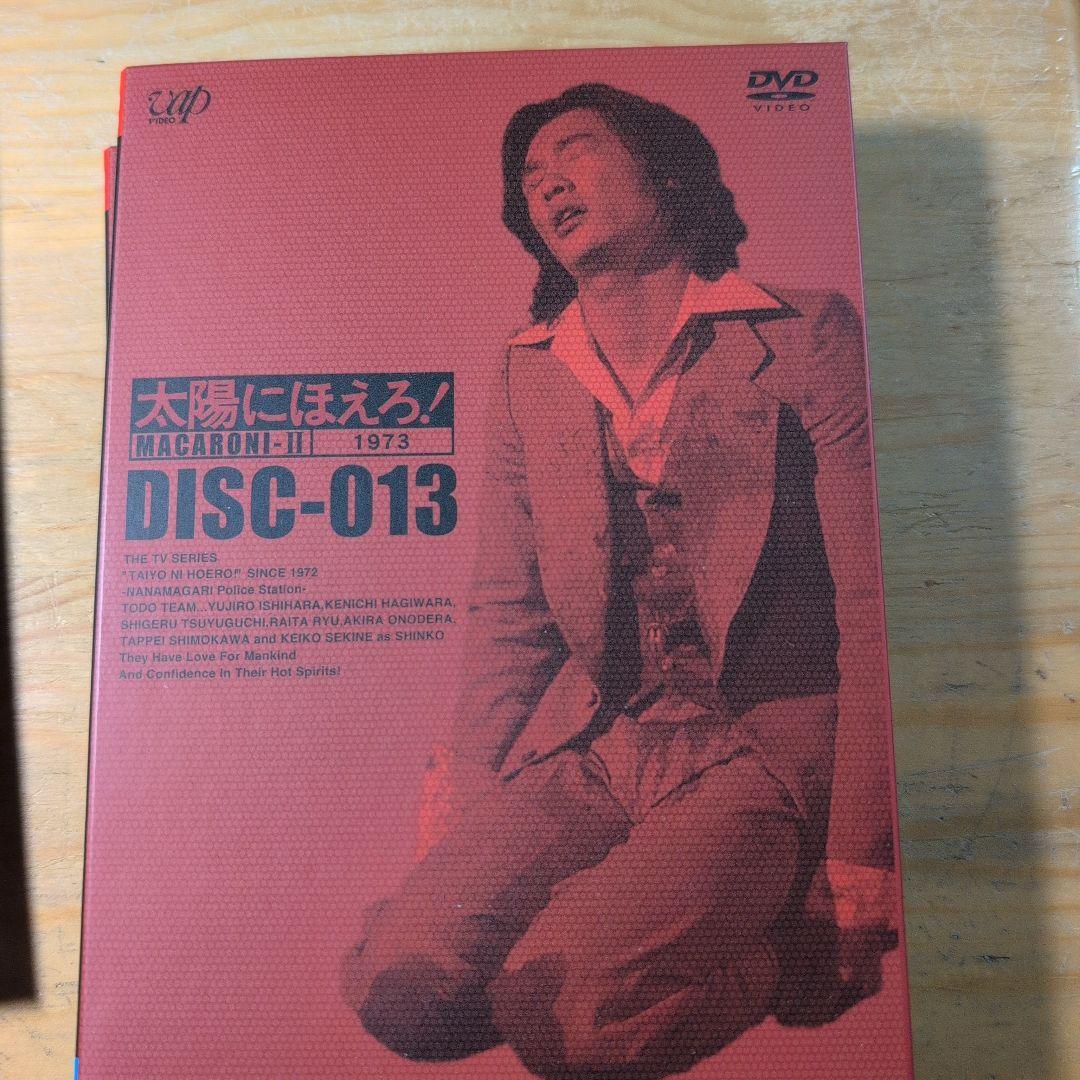 vap
VIDEO
DVD
VIDEO
太陽にほえろ!
MACARONI-II 1973
DISC-013
THE TV SERIES
"TAIYO NI HOERO!" SINCE 1972
-NANAMAGARI Police Station-
TODO TEAM...YUJIRO ISHIHARA,KENICHI HAGIWARA,
SHIGERU TSUYUGUCHI,RAITA RYU,AKIRA ONODERA,
TAPPEI SHIMOKAWA and KEIKO SEKINE as SHINKO
They Have Love For Mankind
And Confidence In Their Hot Spirits!